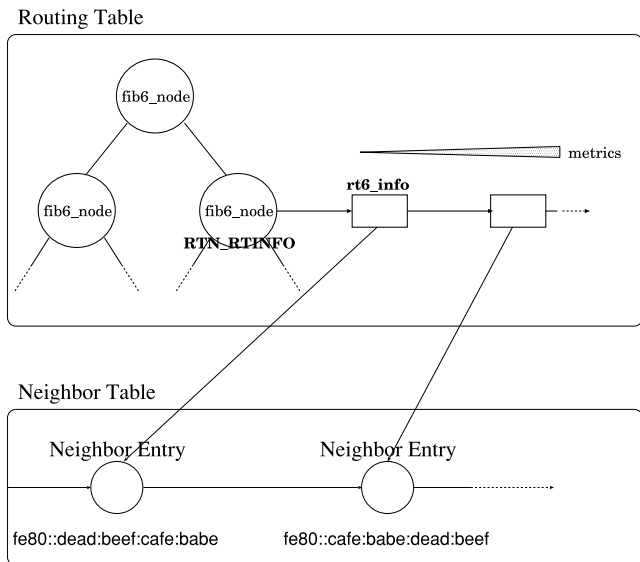 Routing Table
fib6_node
metrics
rt6_info
fib6_node
fib6_node
RTN_RTINFO
Neighbor Table
Neighbor Entry
Neighbor Entry
fe80::dead:beef:cafe:babe
fe80::cafe:babe:dead:beef